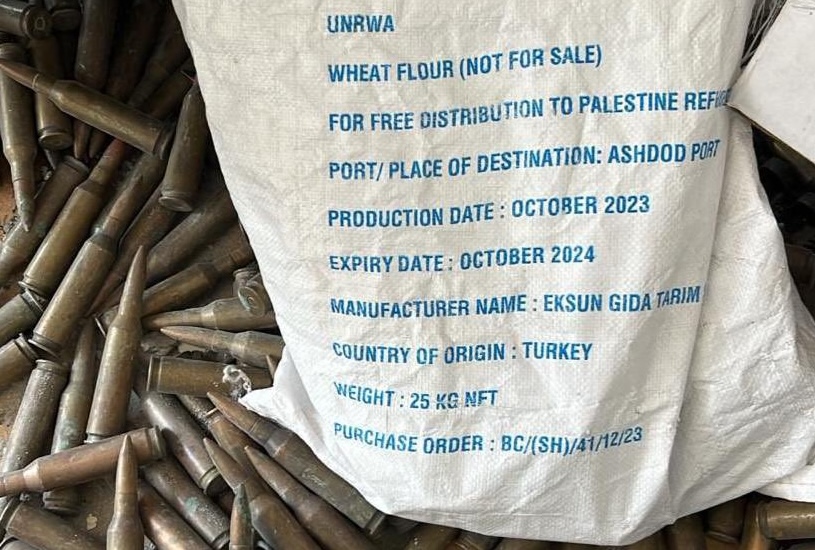 UNRWA
WHEAT FLOUR (NOT FOR SALE)
FOR FREE DISTRIBUTION TO PALESTINE
PORT/ PLACE OF DESTINATION: ASHDOD PORT
PRODUCTION DATE : OCTOBER 2023
EXPIRY DATE : OCTOBER 2024
MANUFACTURER NAME : EKSUN GIDA TARIM
COUNTRY OF ORIGIN : TURKEY
WEIGHT : 25 KG NET
PURCHASE ORDER : BC/(SH)/41/12/23